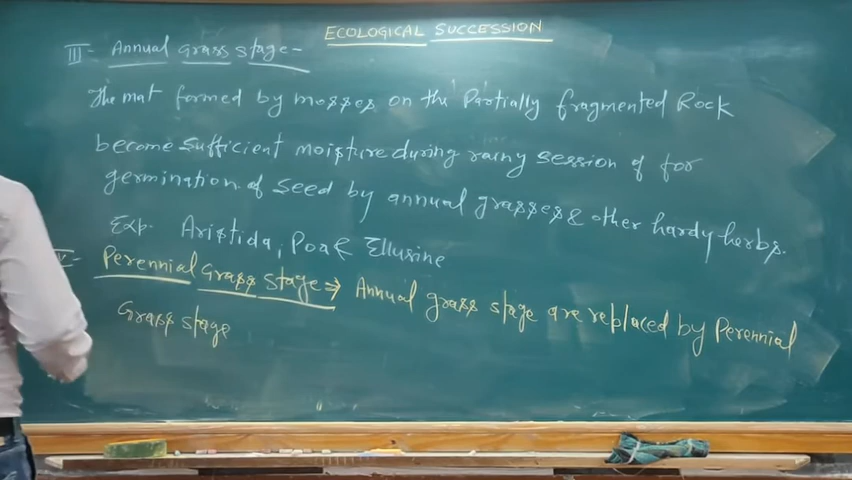 ECOLOGICAL SUCCESSION
III- Annual Grass stage-
The mat formed by mosses on the Partially fragmented Rock
become sufficient moisture during rainy session of for
germination of seed by annual grasses & other hardy herbs.
Exp. Aristida, Poa & Ellusine
V- Perennial Grass Stage ⇒ Annual grass stage are replaced by Perennial
Grass stage